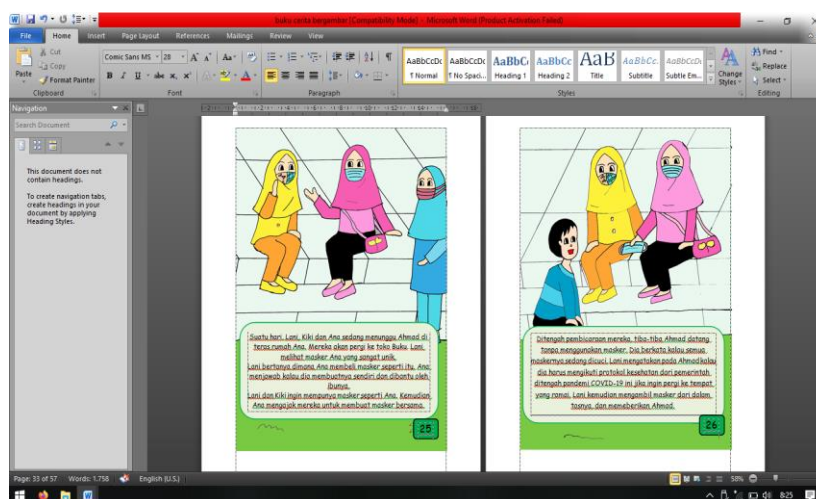 buku cerita bergambar [Compatibility Mode] - Microsoft Word (Product Activation Failed)
File Home Insert Page Layout References Mailings Review View
Cut
Copy
Format Painter
Paste
Clipboard
Comic Sans MS 28
Font
Paragraph
AaBbCcDc AaBbCcDc AaBbC AaBbCc AaB AaBbCc. AaBbCcDc
¶ Normal ¶ No Spaci... Heading 1 Heading 2 Title Subtitle Subtle Em...
Change Styles
Styles
Find
Replace
Select
Editing
Navigation
Search Document
This document does not
contain headings.
To create navigation tabs,
create headings in your
document by applying
Heading Styles.
Suatu hari, Lani, Kiki dan Ana sedang menunggu Ahmad di
teras rumah Ana. Mereka akan pergi ke toko Buku. Lani
melihat masker Ana yang sangat unik.
Lani bertanya dimana Ana membeli masker seperti itu. Ana
menjawab kalau dia membuatnya sendiri dan dibantu oleh
ibunya.
Lani dan Kiki ingin mempunya masker seperti Ana. Kemudian
Ana mengajak mereka untuk membuat masker bersama.
25
Ditengah pembicaraan mereka, tiba-tiba Ahmad datang
tanpa menggunakan masker. Dia berkata kalau semua
maskernya sedang dicuci. Lani mengatakan pada Ahmad kalau
dia harus mengikuti protokol kesehatan dari pemerintah
ditengah pandemi COVID-19 ini jika ingin pergi ke tempat
yang ramai. Lani kemudian mengambil masker dari dalam
tasnya, dan memeberikan Ahmad.
26
Page: 33 of 57 Words: 1.758 English (U.S.) 58%
8:25